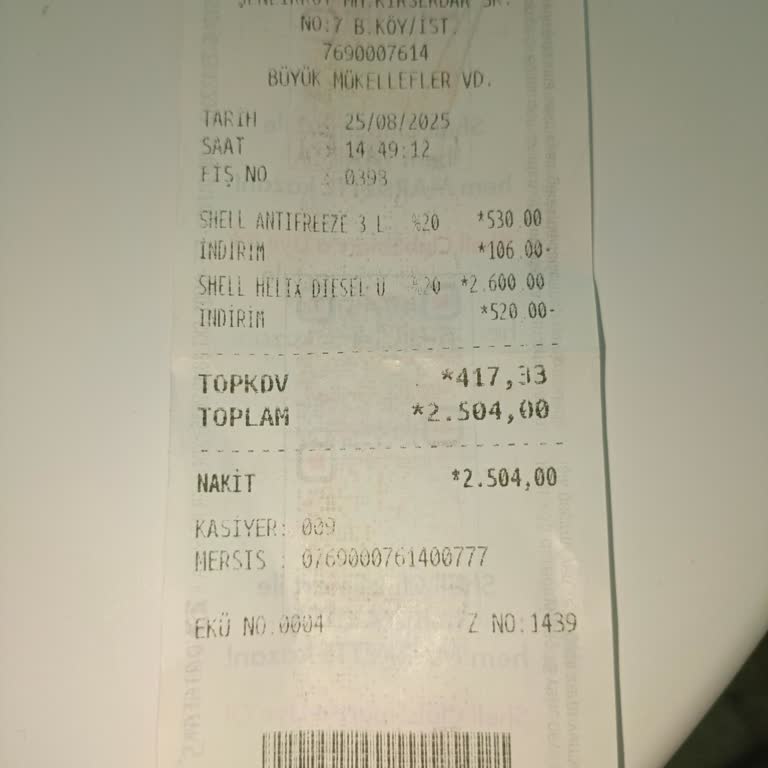 NO:7 B.KÖY/İST.
7690007614
BÜYÜK MÜKELLEFLER VD.
TARİH : 25/08/2025
SAAT : 14:49:12
FİŞ NO : 0393
SHELL ANTIFREEZE 3 L %20 *530,00
İNDİRİM *106,00-
SHELL HELIX DIESEL U %20 *2.600,00
İNDİRİM *520,00-
TOPKDV *417,33
TOPLAM *2.504,00
NAKİT *2.504,00
KASİYER: 009
MERSIS : 0769000761400777
EKÜ NO:0004 Z NO:1439